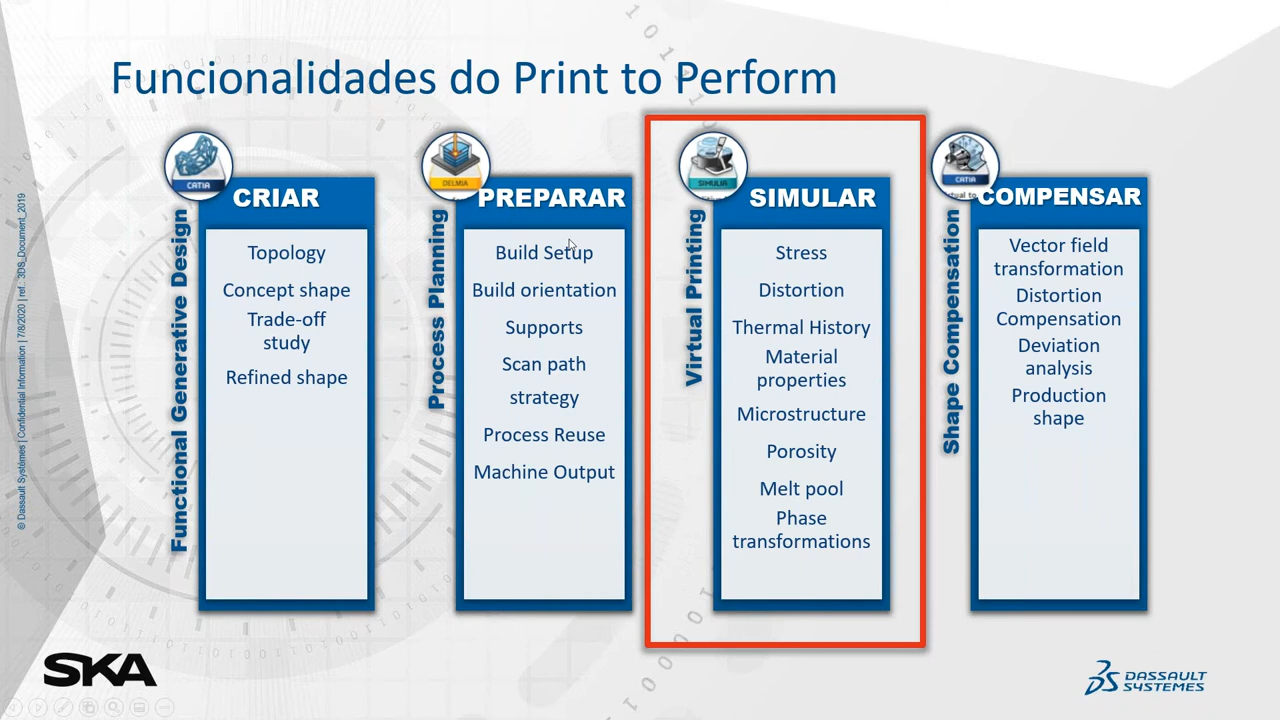 Funcionalidades do Print to Perform
CATIA
CRIAR
Functional Generative Design
Topology
Concept shape
Trade-off
study
Refined shape
DELMIA
PREPARAR
Process Planning
Build Setup
Build orientation
Supports
Scan path
strategy
Process Reuse
Machine Output
SIMULIA
SIMULAR
Virtual Printing
Stress
Distortion
Thermal History
Material
properties
Microstructure
Porosity
Melt pool
Phase
transformations
CATIA
COMPENSAR
Shape Compensation
Vector field
transformation
Distortion
Compensation
Deviation
analysis
Production
shape
© Dassault Systèmes | Confidential Information | 7/8/2020 | ref.: 3DS_Document_2019
SKA
DASSAULT
SYSTEMES